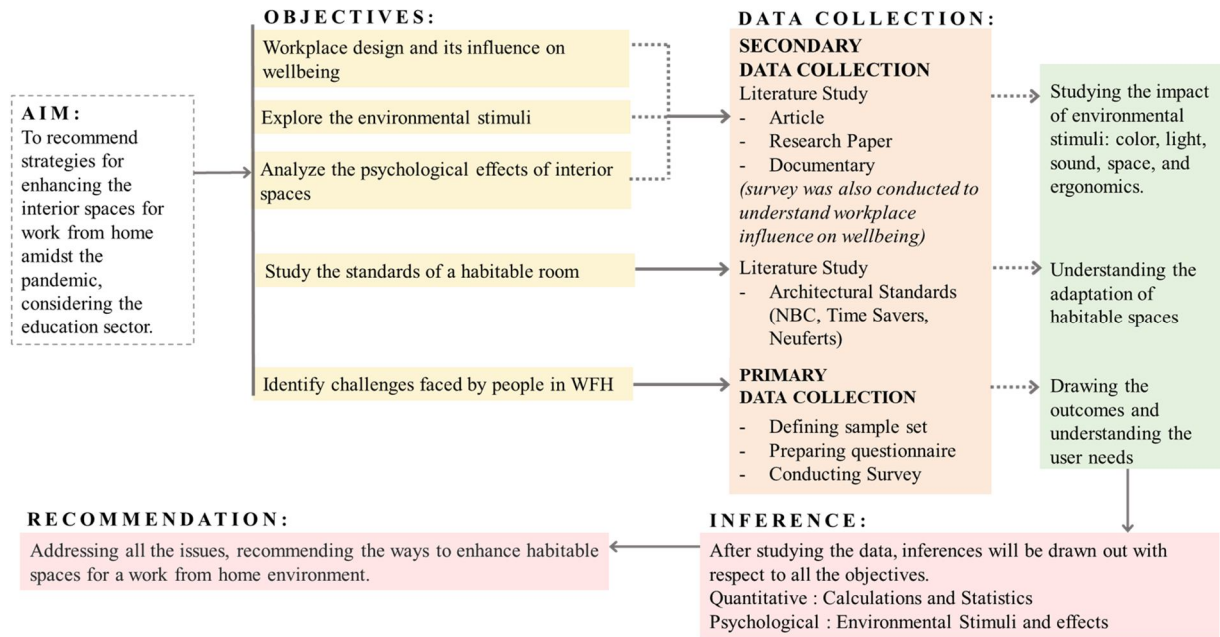 AIM:
To recommend
strategies for
enhancing the
interior spaces for
work from home
amidst the
pandemic,
considering the
education sector.
OBJECTIVES:
Workplace design and its influence on
wellbeing
Explore the environmental stimuli
Analyze the psychological effects of interior
spaces
Study the standards of a habitable room
Identify challenges faced by people in WFH
DATA COLLECTION:
SECONDARY
DATA COLLECTION
Literature Study
- Article
- Research Paper
- Documentary
(survey was also conducted to
understand workplace
influence on wellbeing)
Literature Study
- Architectural Standards
(NBC, Time Savers,
Neuferts)
PRIMARY
DATA COLLECTION
- Defining sample set
- Preparing questionnaire
- Conducting Survey
Studying the impact
of environmental
stimuli: color, light,
sound, space, and
ergonomics.
Understanding the
adaptation of
habitable spaces
Drawing the
outcomes and
understanding the
user needs
INFERENCE:
After studying the data, inferences will be drawn out with
respect to all the objectives.
Quantitative : Calculations and Statistics
Psychological : Environmental Stimuli and effects
RECOMMENDATION:
Addressing all the issues, recommending the ways to enhance habitable
spaces for a work from home environment.